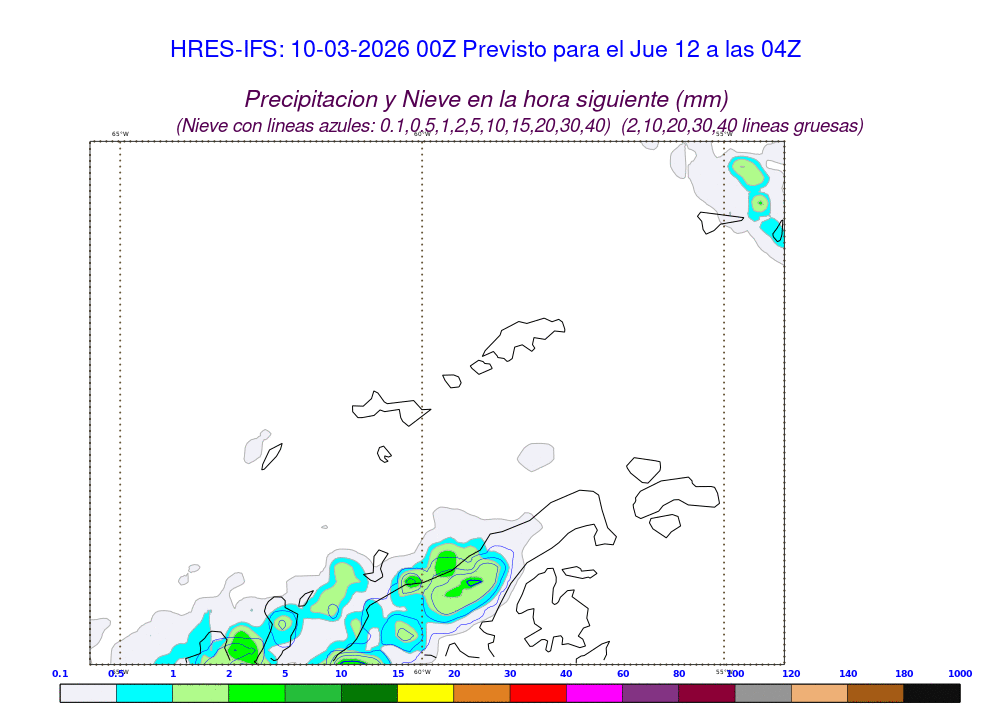 HRES-IFS: 10-03-2026 00Z Previsto para el Jue 12 a las 04Z
Precipitacion y Nieve en la hora siguiente (mm)
(Nieve con lineas azules: 0.1,0.5,1,2,5,10,15,20,30,40)  (2,10,20,30,40 lineas gruesas)
65°W 60°W 55°W
65°W 60°W 55°W
0.1 0.5 1 2 5 10 15 20 30 40 60 80 100 120 140 180 1000